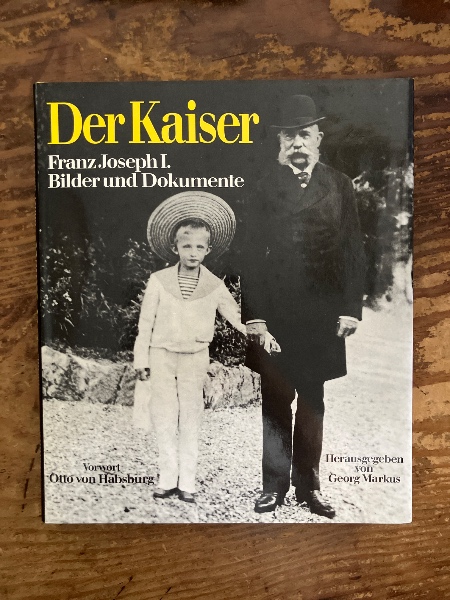 Der Kaiser
Franz Joseph I.
Bilder und Dokumente
Vorwort
Otto von Habsburg
Herausgegeben
von
Georg Markus